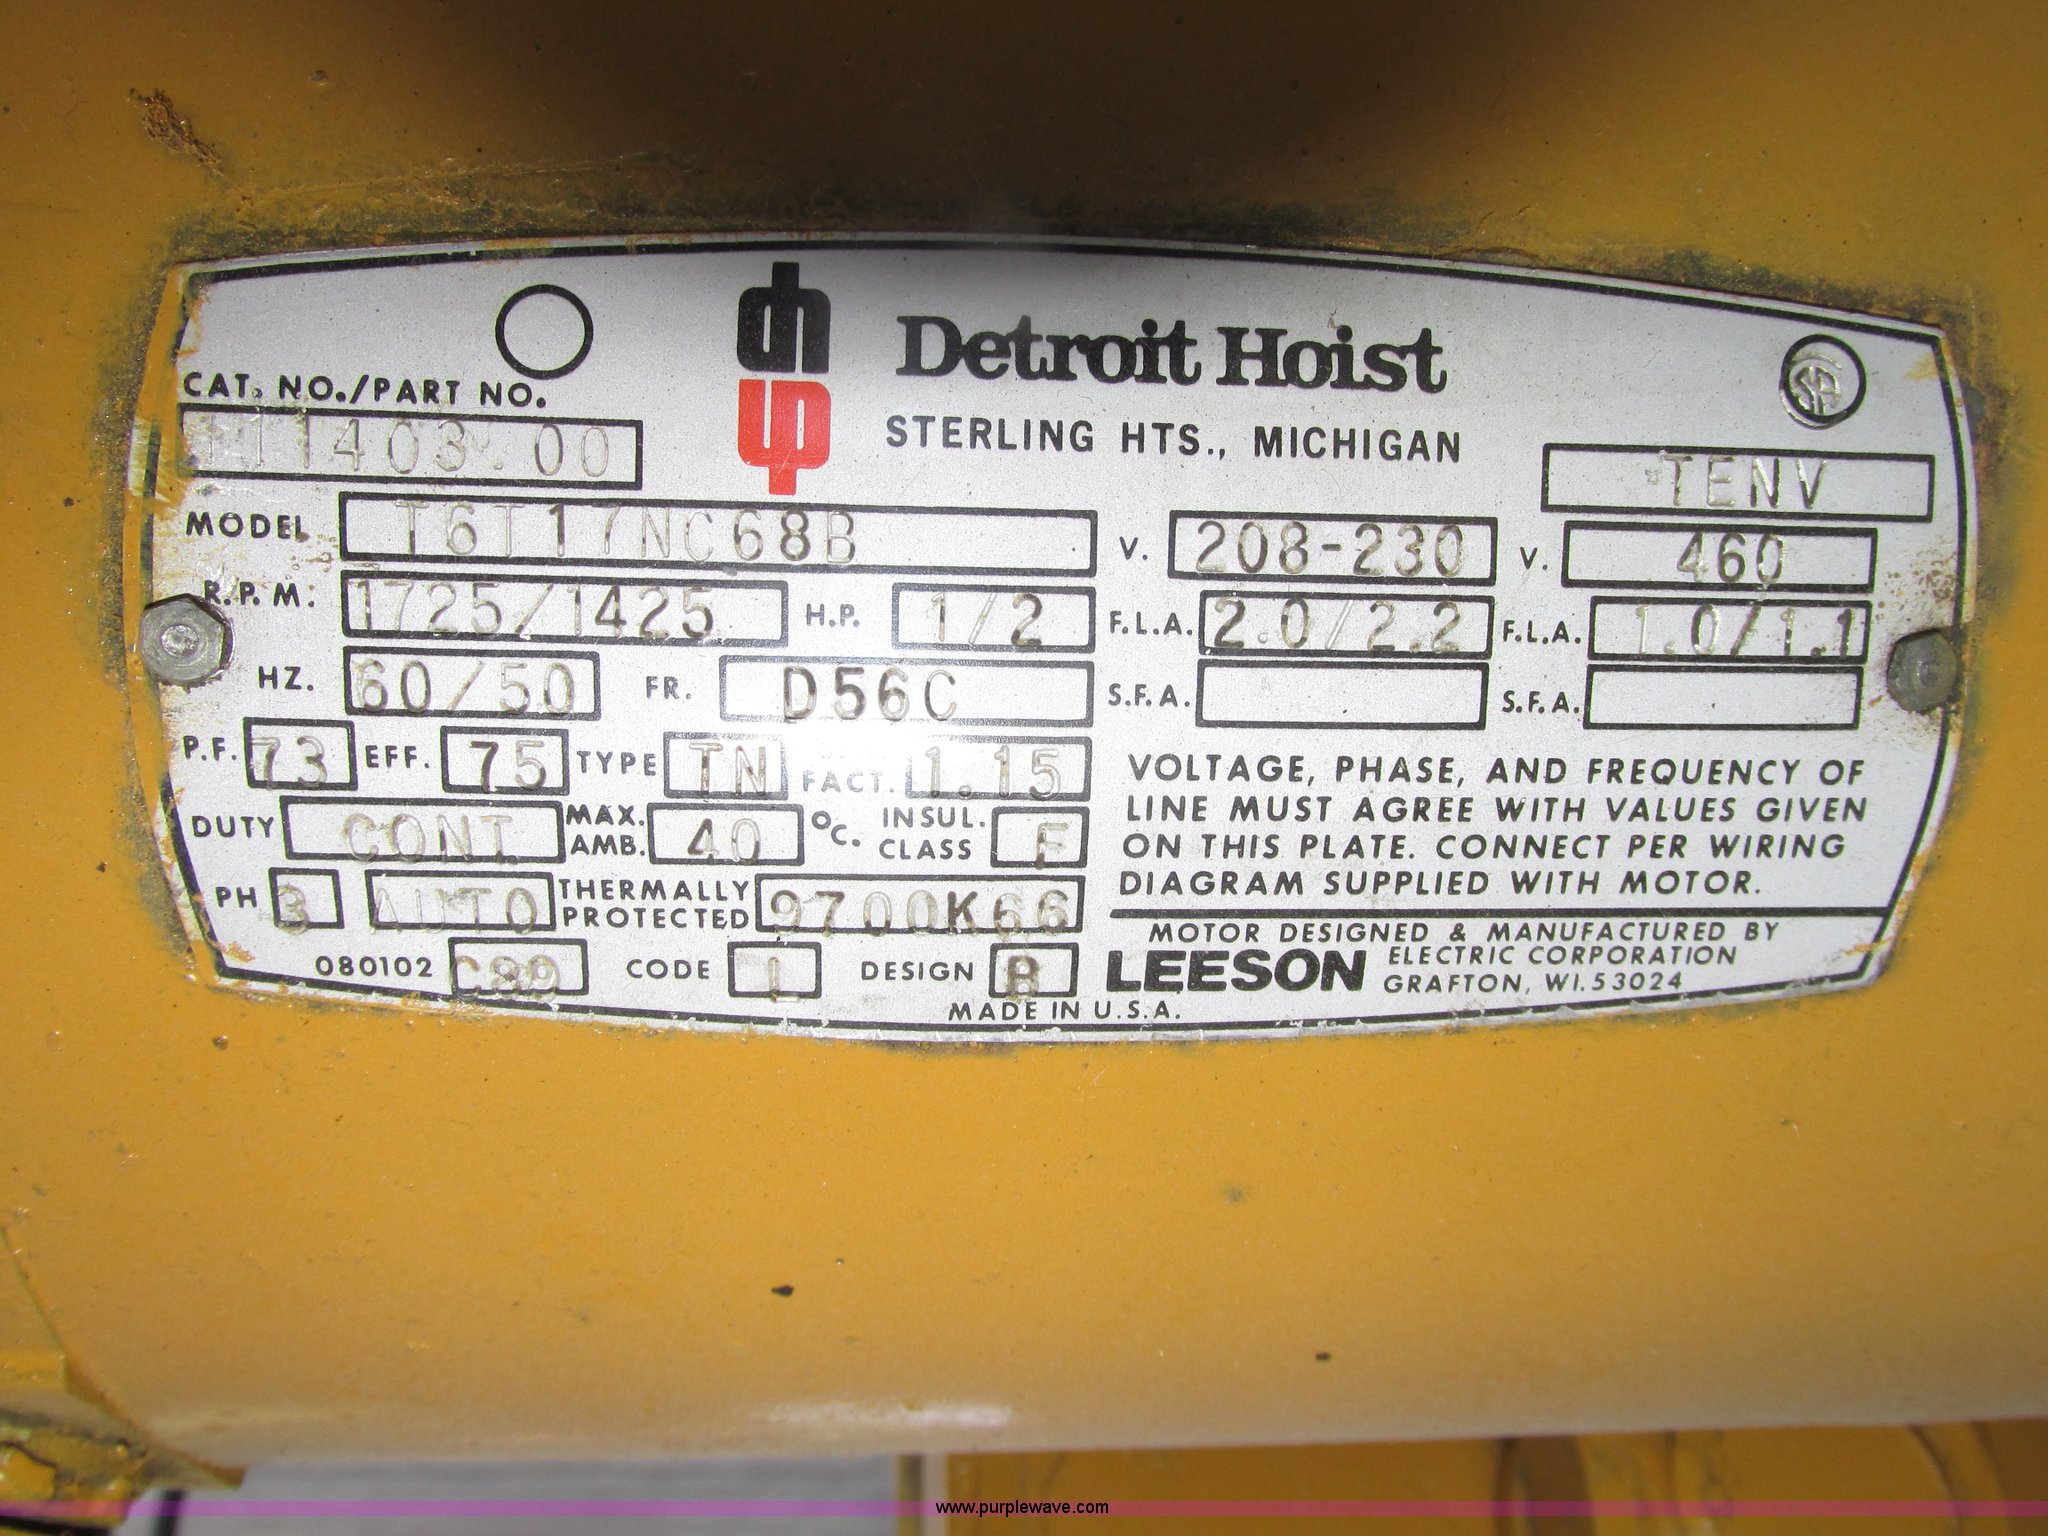 Detroit Hoist
STERLING HTS., MICHIGAN
SA
CAT. NO./PART NO.
111403.00
TENV
MODEL T6T17NC68B V. 208-230 V. 460
R.P.M. 1725/1425 H.P. 1/2 F.L.A. 2.0/2.2 F.L.A. 1.0/1.1
HZ. 60/50 FR. D56C S.F.A. S.F.A.
P.F. 73 EFF. 75 TYPE TN FACT. 1.15
DUTY CONT MAX. AMB. 40 °C. INSUL. CLASS F
PH 3 AUTO THERMALLY PROTECTED 9700K66
080102 C89 CODE L DESIGN B
VOLTAGE, PHASE, AND FREQUENCY OF
LINE MUST AGREE WITH VALUES GIVEN
ON THIS PLATE. CONNECT PER WIRING
DIAGRAM SUPPLIED WITH MOTOR.
MOTOR DESIGNED & MANUFACTURED BY
LEESON ELECTRIC CORPORATION
GRAFTON, WI. 53024
MADE IN U.S.A.
www.purplewave.com